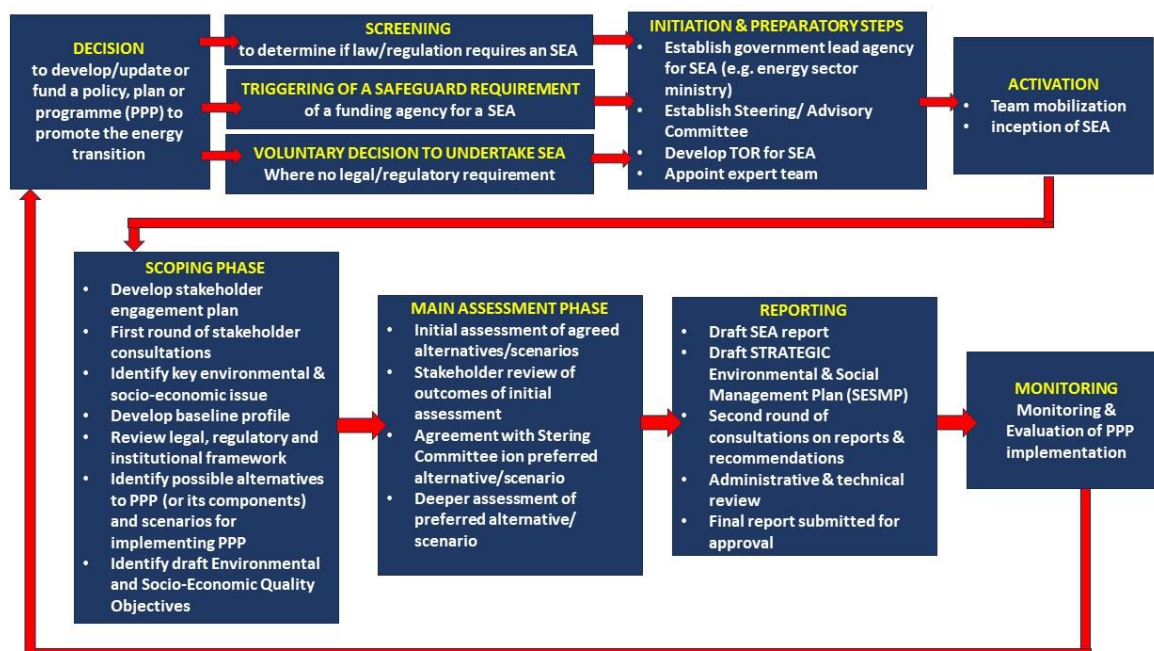 DECISION
to develop/update or
fund a policy, plan or
programme (PPP) to
promote the energy
transition
SCREENING
to determine if law/regulation requires an SEA
TRIGGERING OF A SAFEGUARD REQUIREMENT
of a funding agency for a SEA
VOLUNTARY DECISION TO UNDERTAKE SEA
Where no legal/regulatory requirement
INITIATION & PREPARATORY STEPS
• Establish government lead agency
for SEA (e.g. energy sector
ministry)
• Establish Steering/ Advisory
Committee
• Develop TOR for SEA
• Appoint expert team
ACTIVATION
• Team mobilization
• inception of SEA
SCOPING PHASE
• Develop stakeholder
engagement plan
• First round of stakeholder
consultations
• Identify key environmental &
socio-economic issue
• Develop baseline profile
• Review legal, regulatory and
institutional framework
• Identify possible alternatives
to PPP (or its components)
and scenarios for
implementing PPP
• Identify draft Environmental
and Socio-Economic Quality
Objectives
MAIN ASSESSMENT PHASE
• Initial assessment of agreed
alternatives/scenarios
• Stakeholder review of
outcomes of initial
assessment
• Agreement with Stering
Committee ion preferred
alternative/scenario
• Deeper assessment of
preferred alternative/
scenario
REPORTING
• Draft SEA report
• Draft STRATEGIC
Environmental & Social
Management Plan (SESMP)
• Second round of
consultations on reports &
recommendations
• Administrative & technical
review
• Final report submitted for
approval
MONITORING
Monitoring &
Evaluation of PPP
implementation